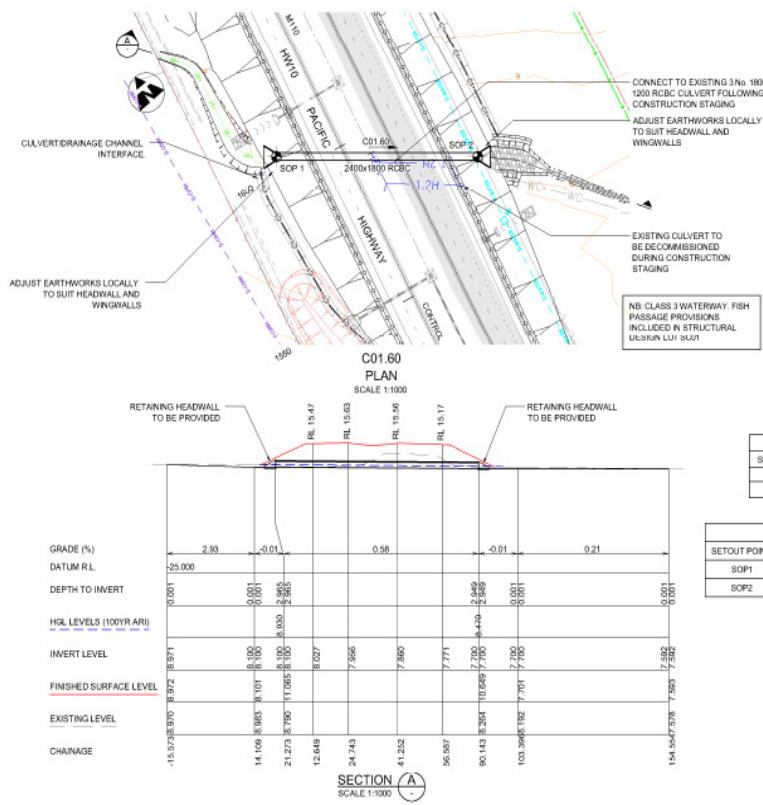 A
-
M110
HW10
PACIFIC
HIGHWAY
CONTROL
C01.60
SOP 1
SOP 2
2400x1800 RCBC
1.2H
1600
1560
CULVERT/DRAINAGE CHANNEL
INTERFACE
ADJUST EARTHWORKS LOCALLY
TO SUIT HEADWALL AND
WINGWALLS
CONNECT TO EXISTING 3 No. 180
1200 RCBC CULVERT FOLLOWING
CONSTRUCTION STAGING
ADJUST EARTHWORKS LOCALLY
TO SUIT HEADWALL AND
WINGWALLS
WC
WC
EXISTING CULVERT TO
BE DECOMMISSIONED
DURING CONSTRUCTION
STAGING
NB: CLASS 3 WATERWAY. FISH
PASSAGE PROVISIONS
INCLUDED IN STRUCTURAL
DESIGN LOT SC01
C01.60
PLAN
SCALE 1:1000
RETAINING HEADWALL
TO BE PROVIDED
RL 15.47
RL 15.63
RL 15.56
RL 15.17
RETAINING HEADWALL
TO BE PROVIDED
S
SETOUT POIN
SOP1
SOP2
GRADE (%) 2.93 -0.01 0.58 -0.01 0.21
DATUM R.L. -25.000
DEPTH TO INVERT 0.001 0.001 0.001 2.965 2.965 2.949 2.949 0.001 0.001 0.001 0.001
HGL LEVELS (100YR ARI) 8.930 8.470
INVERT LEVEL 8.971 8.100 8.100 8.100 8.100 8.027 7.956 7.860 7.771 7.700 7.700 7.700 7.700 7.592 7.592
FINISHED SURFACE LEVEL 8.972 8.101 11.065 10.649 7.701 7.593
EXISTING LEVEL 8.970 8.983 8.790 8.264 8.192 7.578
CHAINAGE -15.573 14.109 21.273 12.649 24.743 41.252 56.587 90.143 103.396 154.554
SECTION A
SCALE 1:1000 -